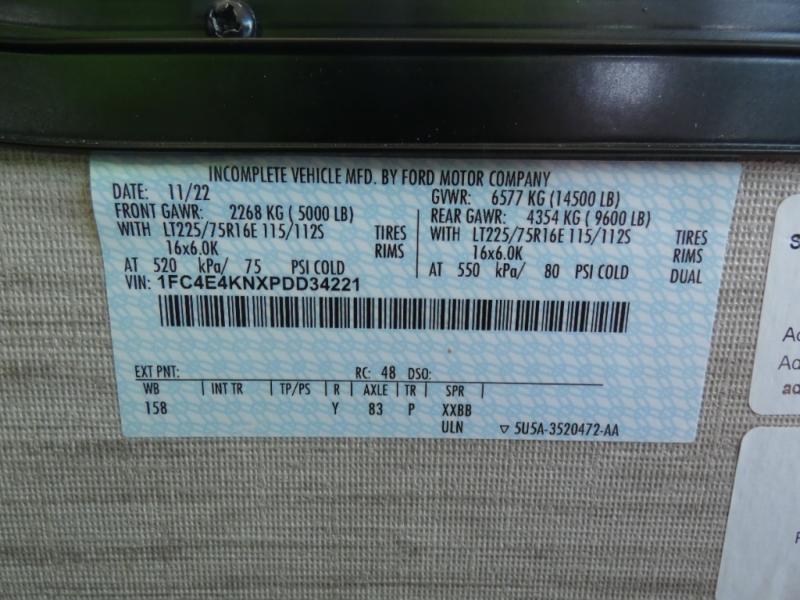 INCOMPLETE VEHICLE MFD. BY FORD MOTOR COMPANY
DATE: 11/22 GVWR: 6577 KG (14500 LB)
FRONT GAWR: 2268 KG ( 5000 LB) REAR GAWR: 4354 KG ( 9600 LB)
WITH LT225/75R16E 115/112S TIRES WITH LT225/75R16E 115/112S TIRES
16x6.0K RIMS 16x6.0K RIMS
AT 520 kPa/ 75 PSI COLD AT 550 kPa/ 80 PSI COLD DUAL
VIN: 1FC4E4KNXPDD34221
EXT PNT: RC: 48 DSO:
WB | INT TR | TP/PS | R | AXLE | TR | SPR |
158 Y 83 P XXBB
ULN ▽ 5U5A-3520472-AA